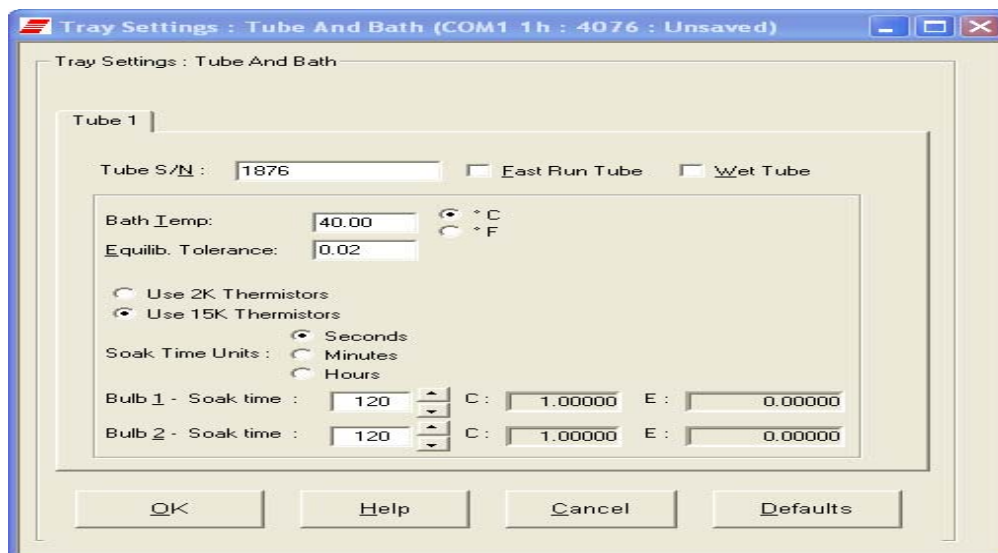 Tray Settings : Tube And Bath (COM1 1h : 4076 : Unsaved)
Tray Settings : Tube And Bath
Tube 1
Tube S/N : 1876 Fast Run Tube Wet Tube
Bath Temp: 40.00 ° C
° F
Equilib. Tolerance: 0.02
Use 2K Thermistors
Use 15K Thermistors
Seconds
Soak Time Units : Minutes
Hours
Bulb 1 - Soak time : 120 C : 1.00000 E : 0.00000
Bulb 2 - Soak time : 120 C : 1.00000 E : 0.00000
OK Help Cancel Defaults